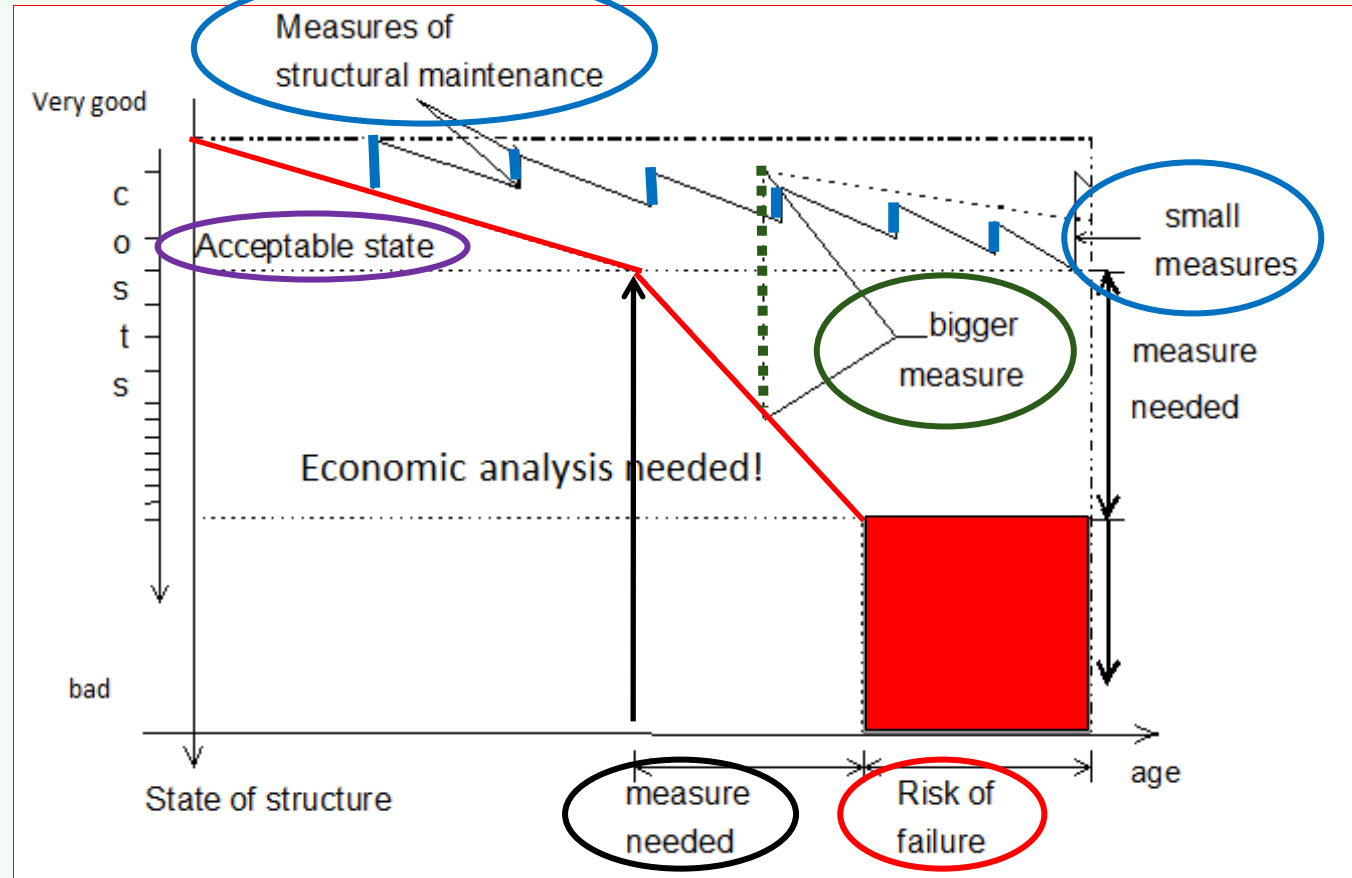 Measures of
structural maintenance
Very good
C
o
s
t
s
Acceptable state
small
measures
bigger
measure
measure
needed
Economic analysis needed!
bad
State of structure
measure
needed
Risk of
failure
age